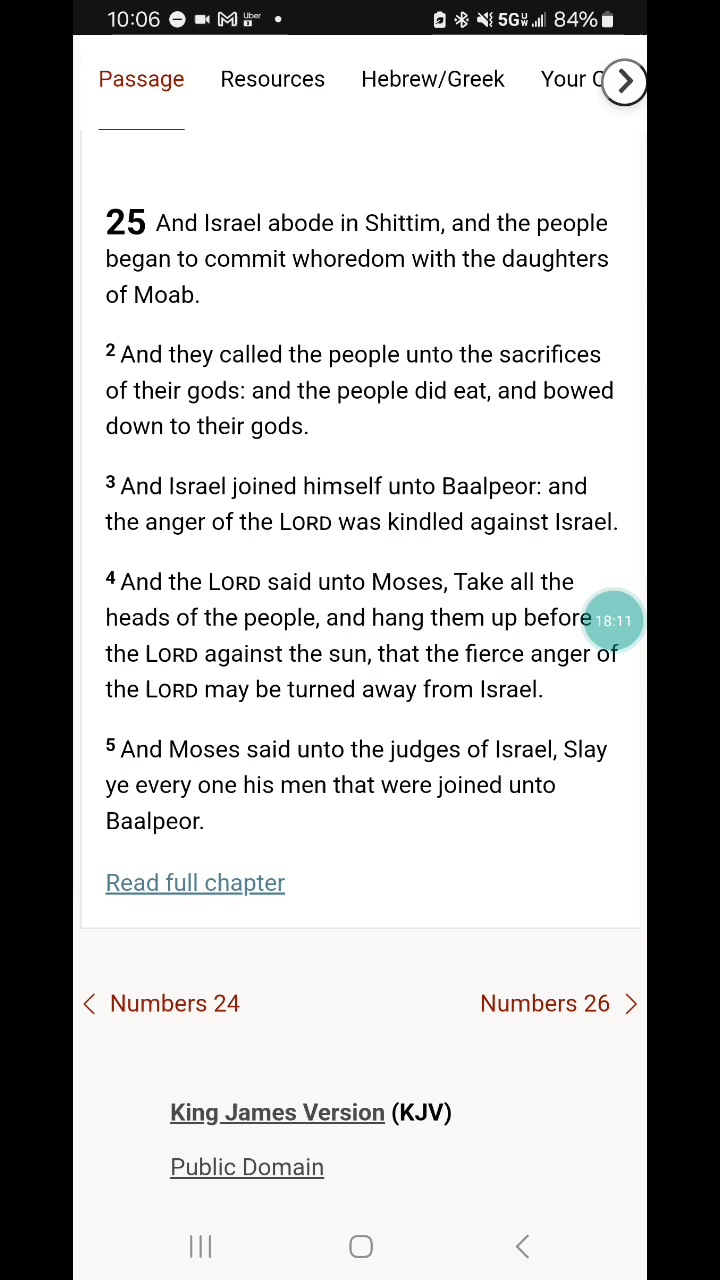 10:06 Uber 5G 84%
Passage Resources Hebrew/Greek Your
25 And Israel abode in Shittim, and the people
began to commit whoredom with the daughters
of Moab.
2 And they called the people unto the sacrifices
of their gods: and the people did eat, and bowed
down to their gods.
3 And Israel joined himself unto Baalpeor: and
the anger of the LORD was kindled against Israel.
4 And the LORD said unto Moses, Take all the
heads of the people, and hang them up before
18:11
the LORD against the sun, that the fierce anger of
the LORD may be turned away from Israel.
5 And Moses said unto the judges of Israel, Slay
ye every one his men that were joined unto
Baalpeor.
Read full chapter
Numbers 24 Numbers 26
King James Version (KJV)
Public Domain